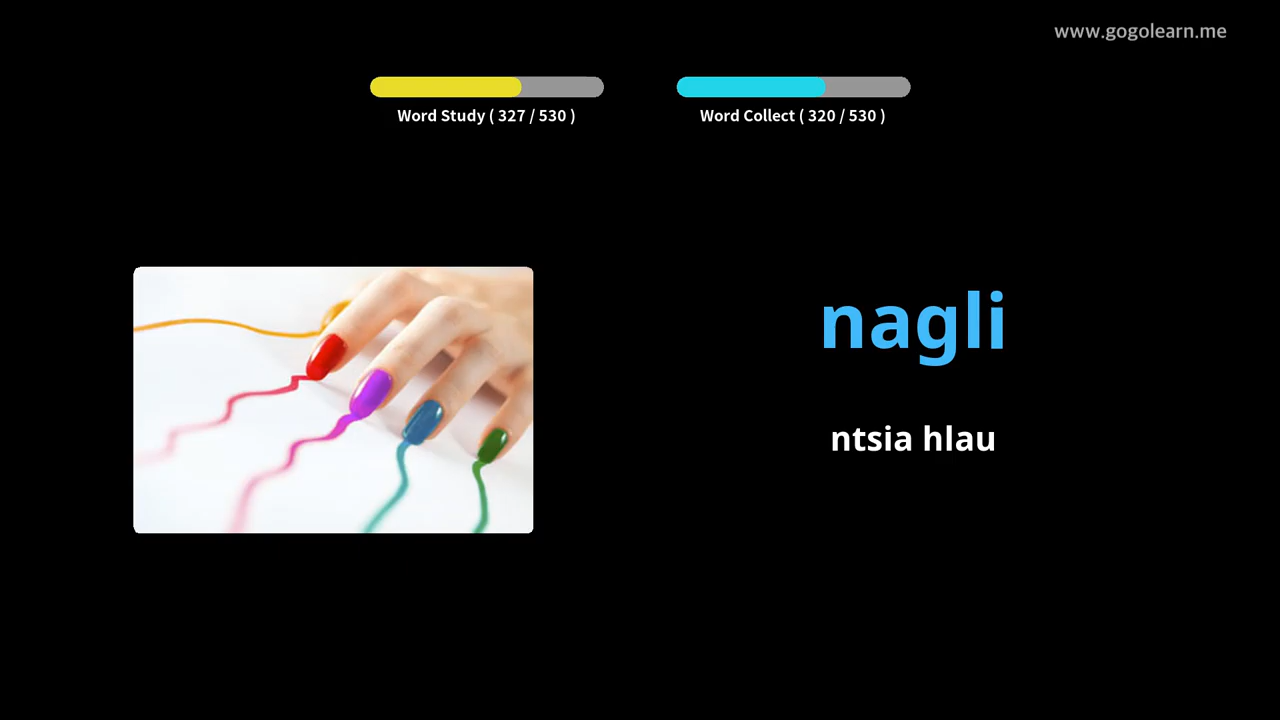 www.gogolearn.me
Word Study ( 327 / 530 )
Word Collect ( 320 / 530 )
nagli
ntsia hlau